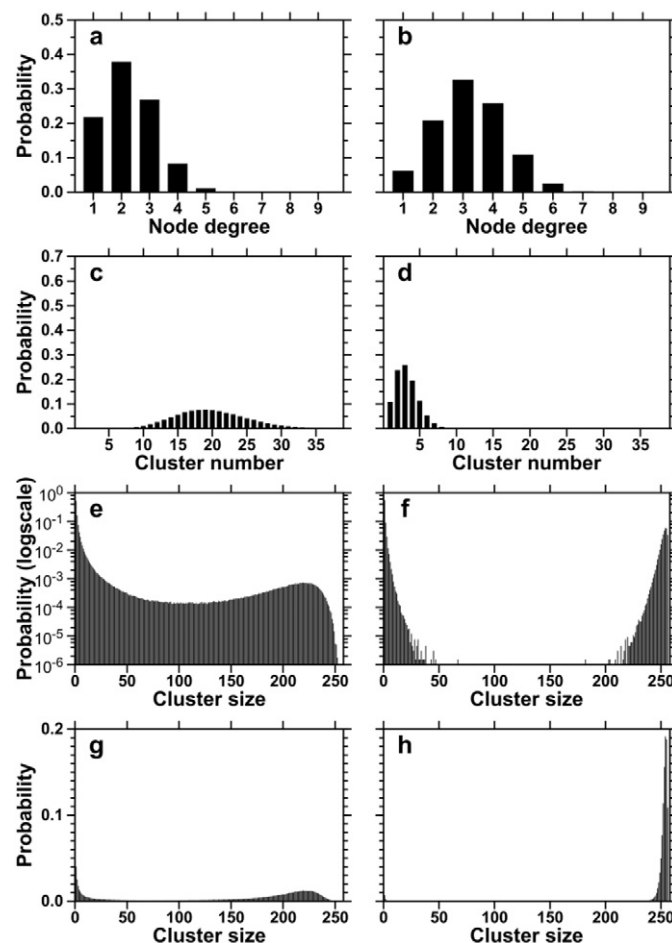 a
b
Probability
0.5
0.4
0.3
0.2
0.1
0.0
1 2 3 4 5 6 7 8 9
1 2 3 4 5 6 7 8 9
Node degree
Node degree
c
d
Probability
0.7
0.6
0.5
0.4
0.3
0.2
0.1
0.0
5 10 15 20 25 30 35
5 10 15 20 25 30 35
Cluster number
Cluster number
e
f
Probability (logscale)
10⁰
10⁻¹
10⁻²
10⁻³
10⁻⁴
10⁻⁵
10⁻⁶
0 50 100 150 200 250
0 50 100 150 200 250
Cluster size
Cluster size
g
h
Probability
0.2
0.1
0.0
0 50 100 150 200 250
0 50 100 150 200 250
Cluster size
Cluster size